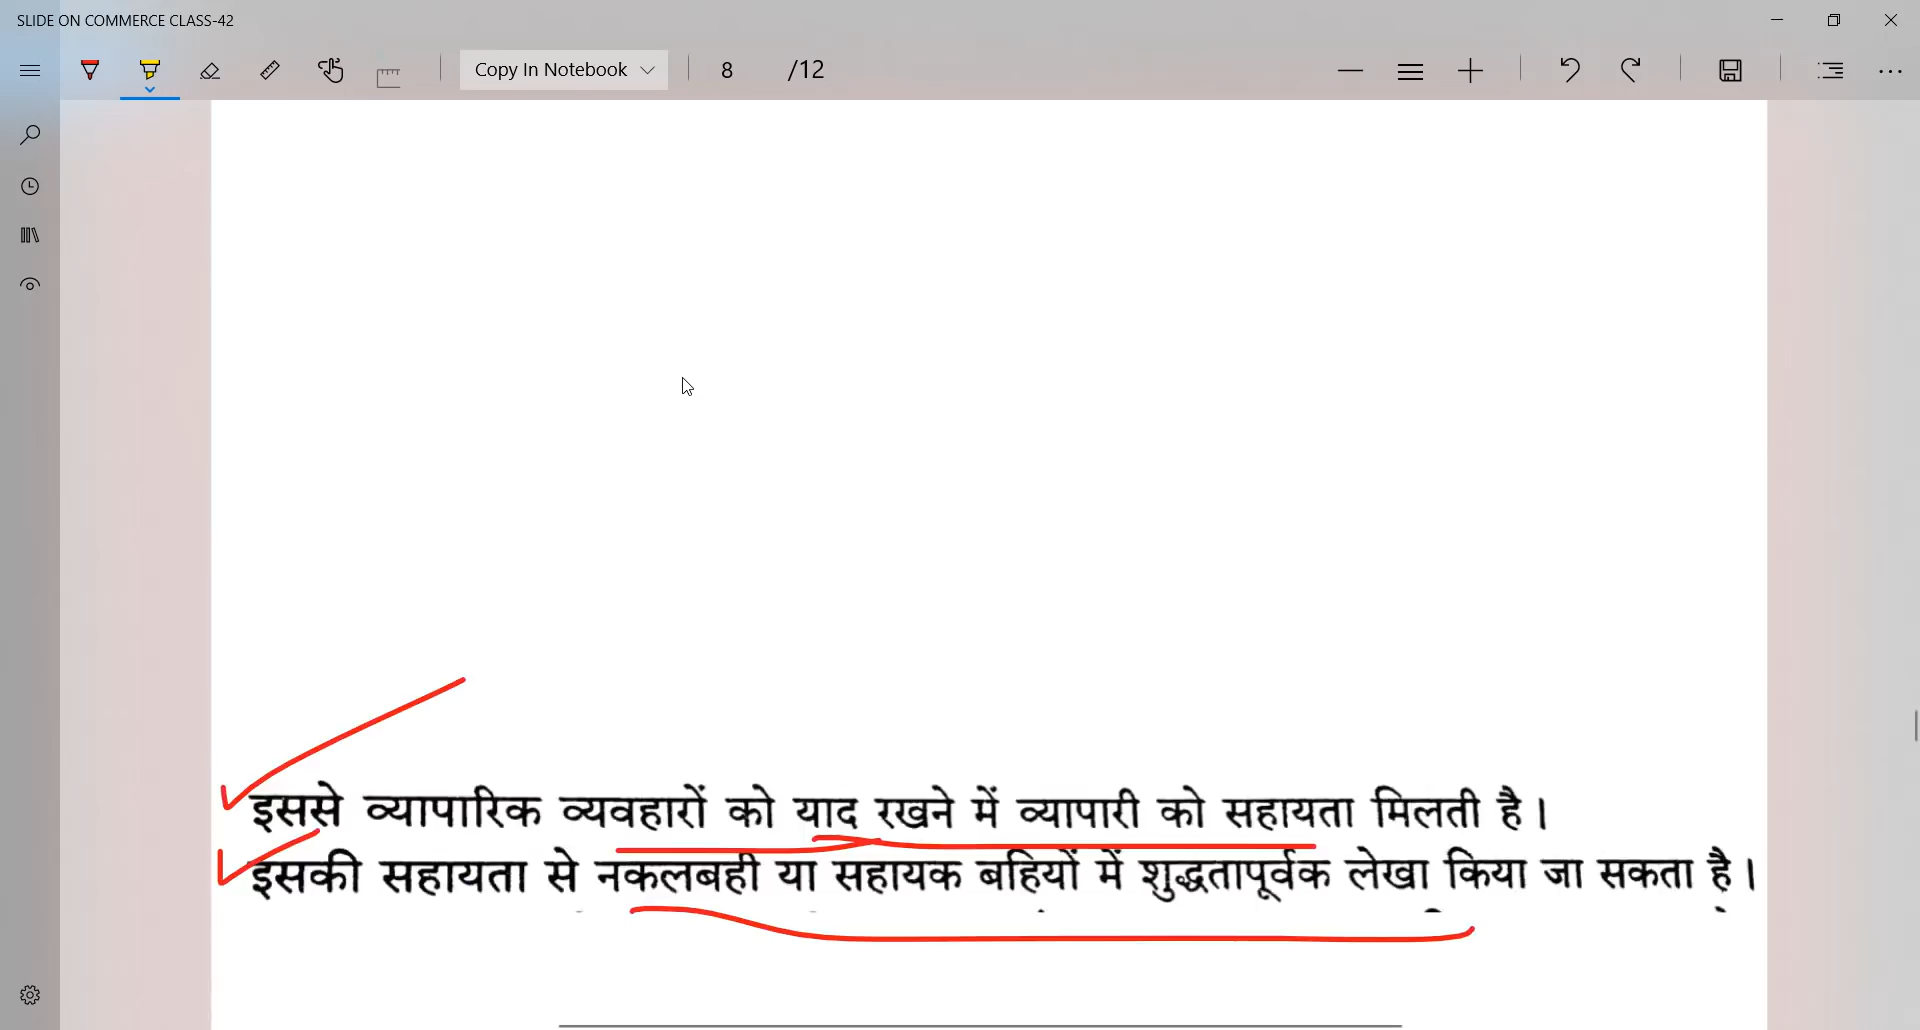 SLIDE ON COMMERCE CLASS-42
Copy In Notebook 8 /12
इससे व्यापारिक व्यवहारों को याद रखने में व्यापारी को सहायता मिलती है।
इसकी सहायता से नकलबही या सहायक बहियों में शुद्धतापूर्वक लेखा किया जा सकता है।